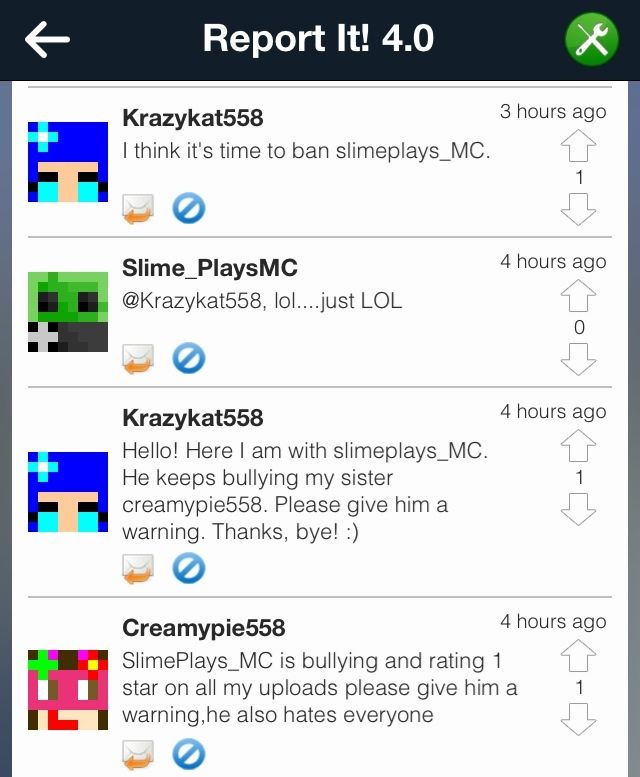 Report It! 4.0
Krazykat558
3 hours ago
I think it's time to ban slimeplays_MC.
1
Slime_PlaysMC
4 hours ago
@Krazykat558, lol....just LOL
0
Krazykat558
4 hours ago
Hello! Here I am with slimeplays_MC.
He keeps bullying my sister
creamypie558. Please give him a
warning. Thanks, bye! :)
1
Creamypie558
4 hours ago
SlimePlays_MC is bullying and rating 1
star on all my uploads please give him a
warning,he also hates everyone
1